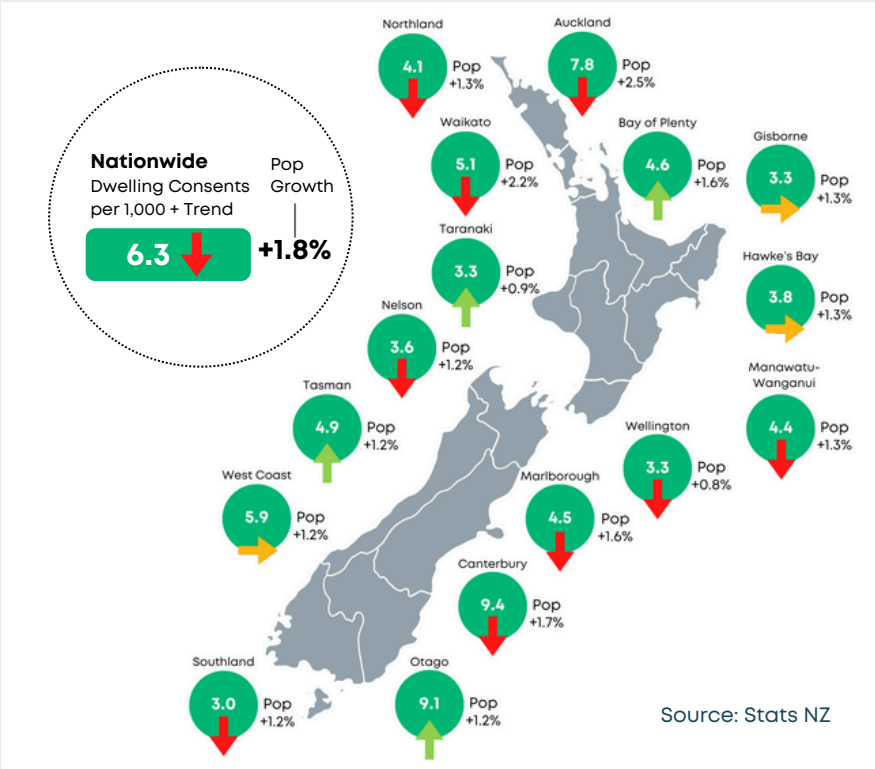 Nationwide
Dwelling Consents
per 1,000 + Trend
6.3
Pop
Growth
+1.8%
Northland
4.1
Pop
+1.3%
Auckland
7.8
Pop
+2.5%
Waikato
5.1
Pop
+2.2%
Bay of Plenty
4.6
Pop
+1.6%
Gisborne
3.3
Pop
+1.3%
Taranaki
3.3
Pop
+0.9%
Hawke's Bay
3.8
Pop
+1.3%
Nelson
3.6
Pop
+1.2%
Manawatu-
Wanganui
4.4
Pop
+1.3%
Tasman
4.9
Pop
+1.2%
Wellington
3.3
Pop
+0.8%
West Coast
5.9
Pop
+1.2%
Marlborough
4.5
Pop
+1.6%
Canterbury
9.4
Pop
+1.7%
Southland
3.0
Pop
+1.2%
Otago
9.1
Pop
+1.2%
Source: Stats NZ